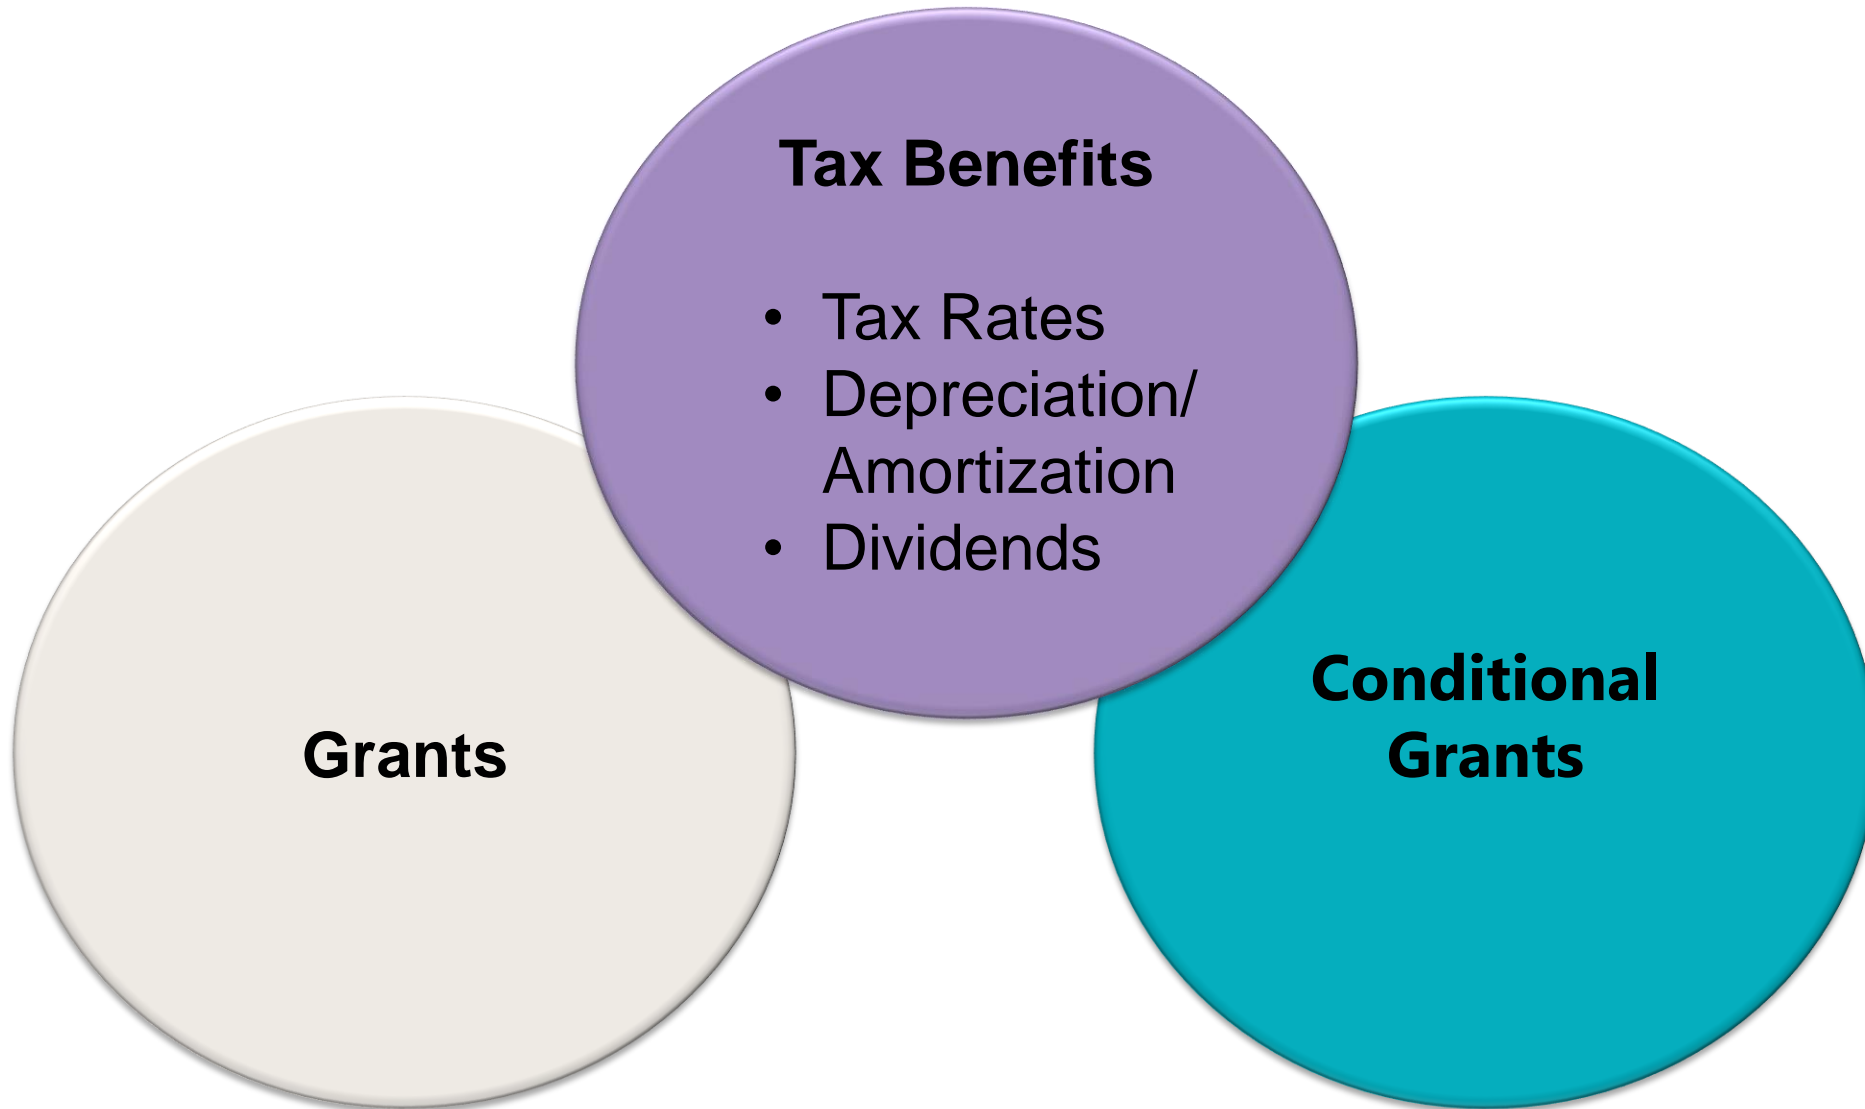 Tax Benefits
• Tax Rates
• Depreciation/
Amortization
• Dividends
Grants
Conditional
Grants